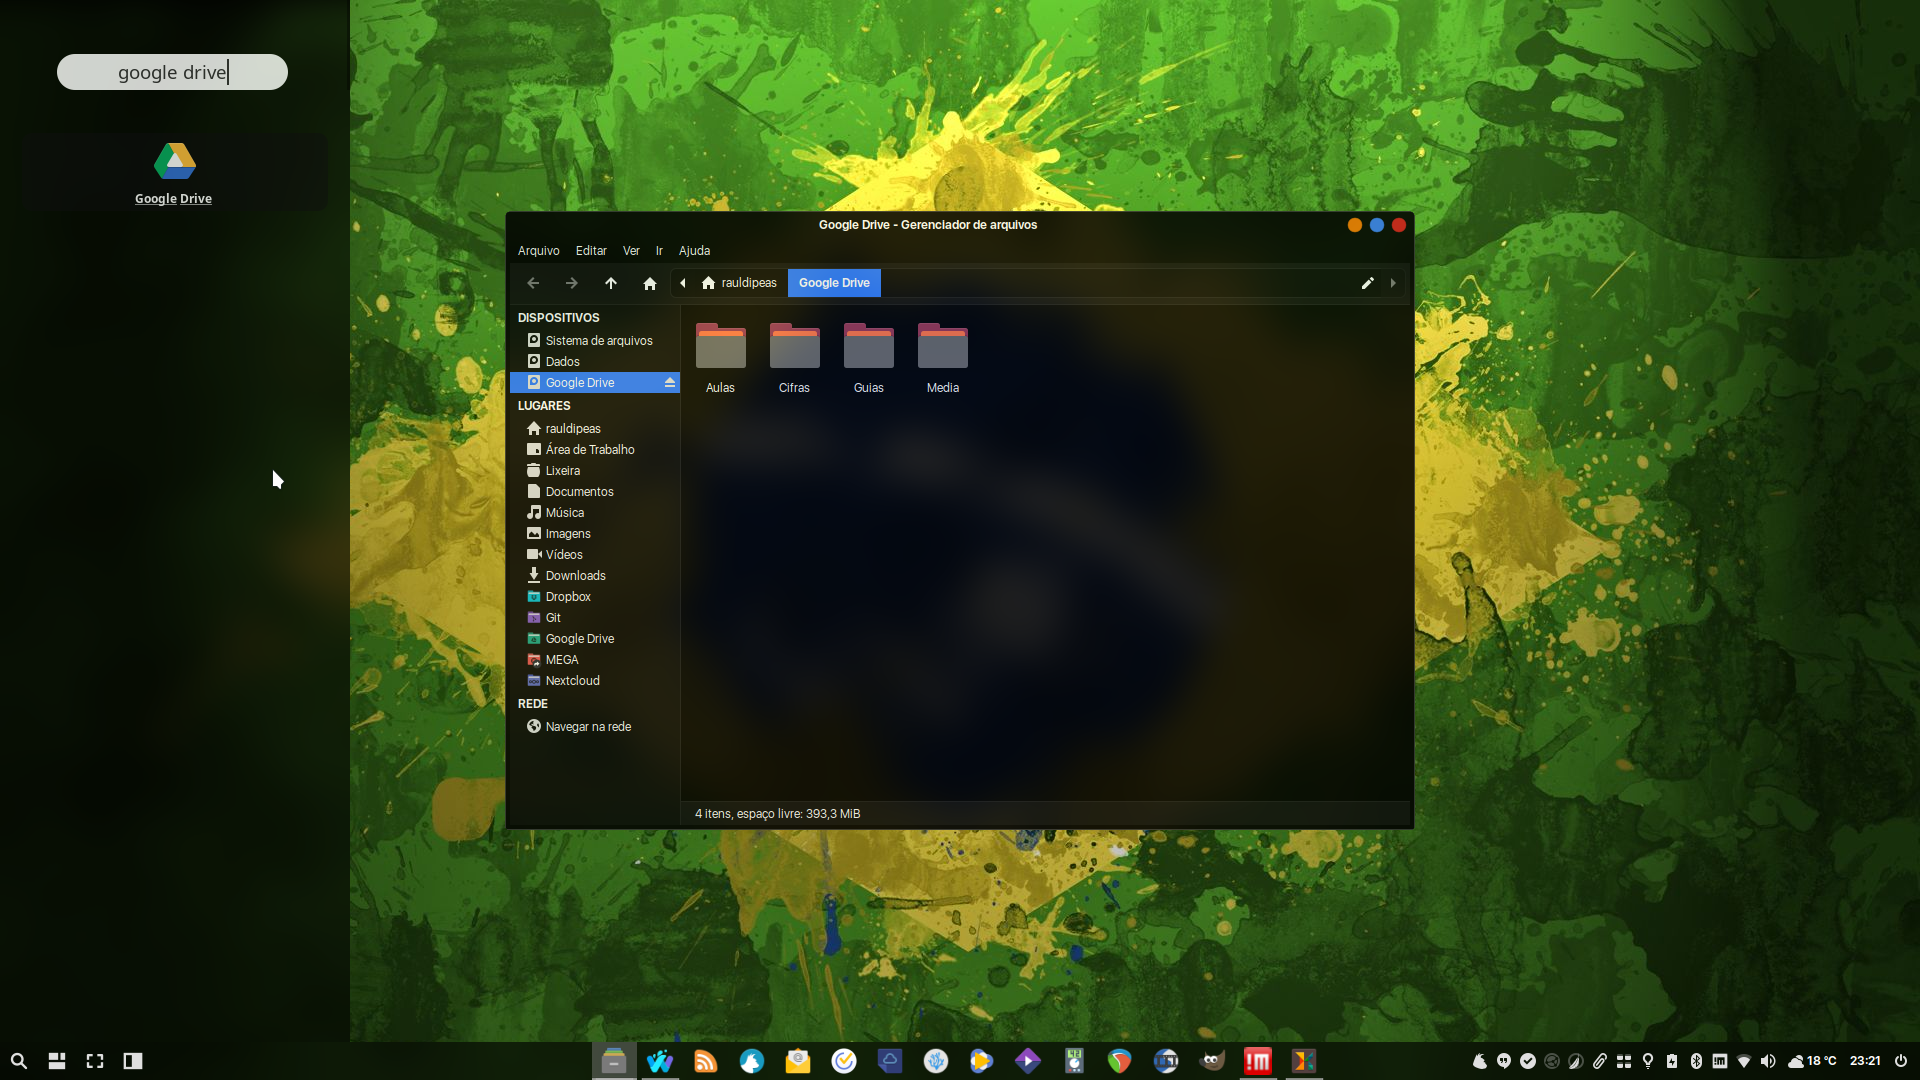 google drive
Google Drive
Google Drive - Gerenciador de arquivos
Arquivo Editar Ver Ir Ajuda
rauldipeas Google Drive
DISPOSITIVOS
Sistema de arquivos
Dados
Google Drive
LUGARES
rauldipeas
Área de Trabalho
Lixeira
Documentos
Música
Imagens
Vídeos
Downloads
Dropbox
Git
Google Drive
MEGA
Nextcloud
REDE
Navegar na rede
Aulas Cifras Guias Media
4 itens, espaço livre: 393,3 MiB
18 °C 23:21